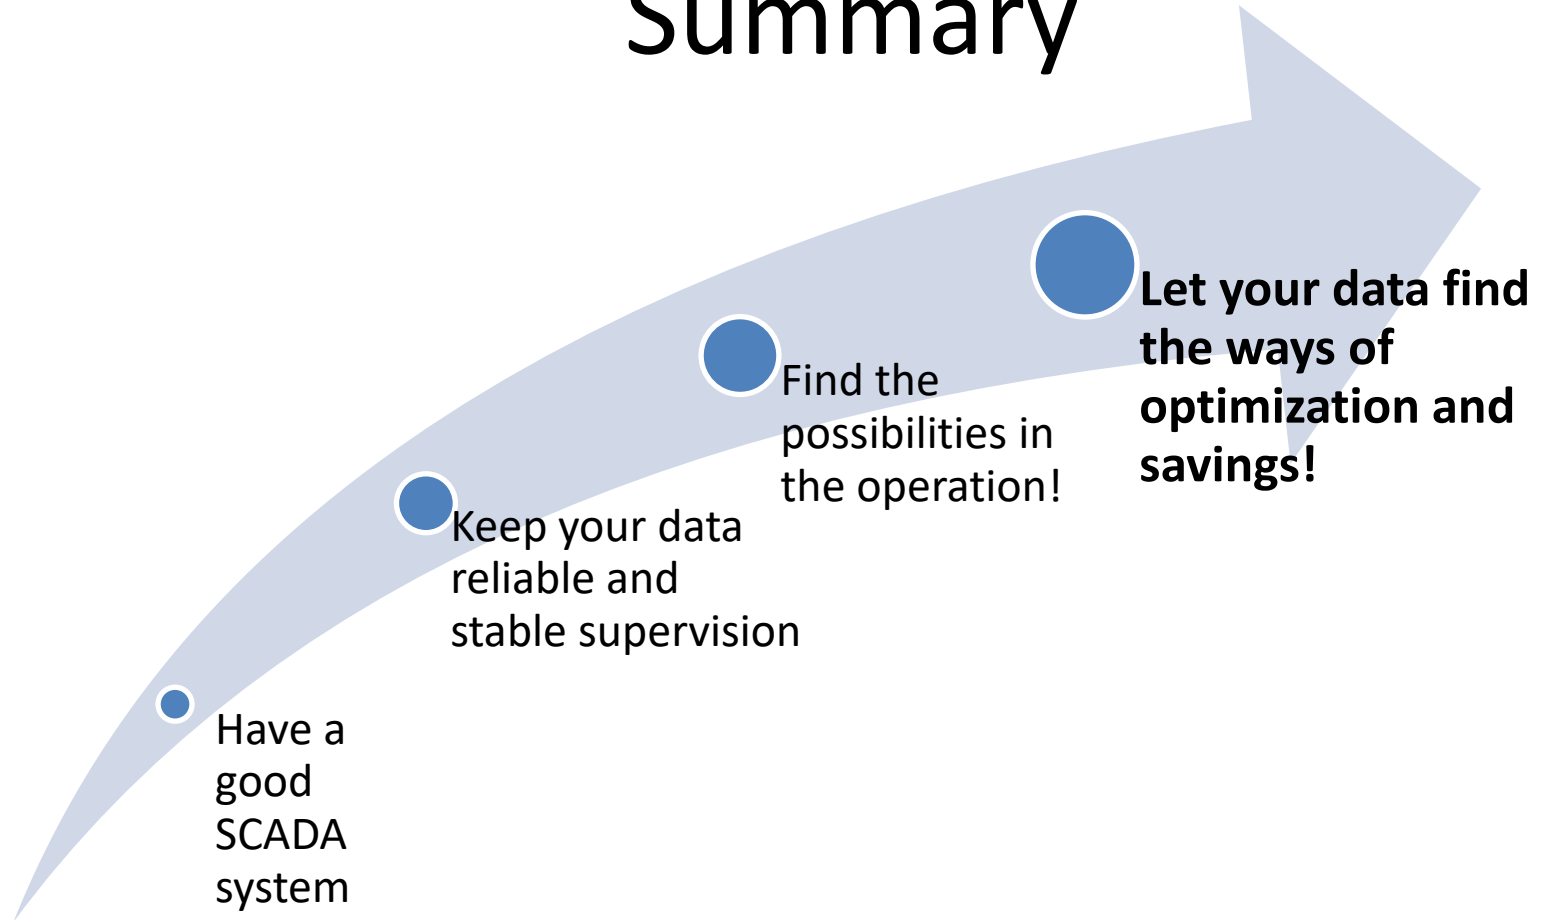 Summary
Let your data find
the ways of
optimization and
savings!
Find the
possibilities in
the operation!
Keep your data
reliable and
stable supervision
Have a
good
SCADA
system